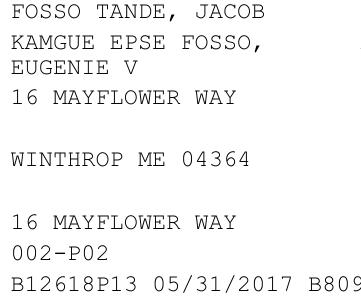 FOSSO TANDE, JACOB
KAMGUE EPSE FOSSO,
EUGENIE V
16 MAYFLOWER WAY
WINTHROP ME 04364
16 MAYFLOWER WAY
002-P02
B12618P13 05/31/2017 B809